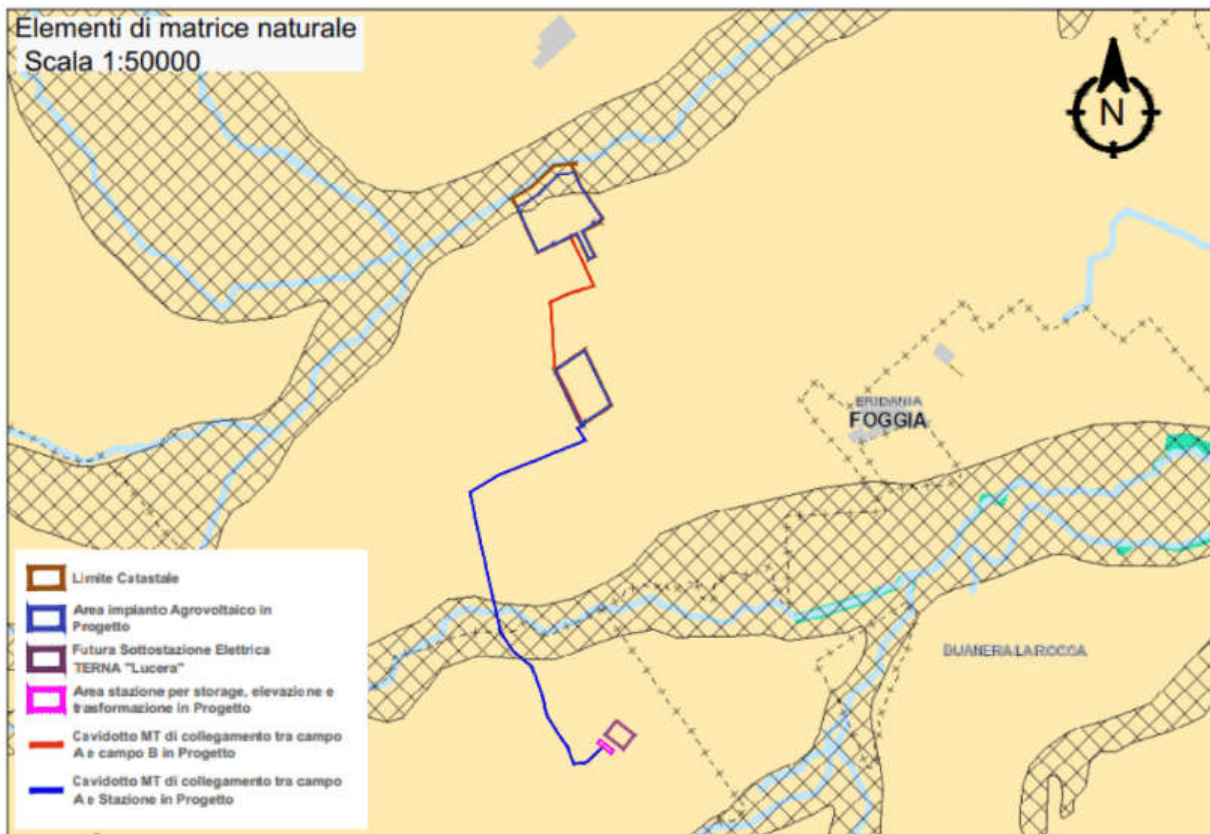 Elementi di matrice naturale
Scala 1:50000
N
ERIDANIA
FOGGIA
DUANERA LA ROCCA
Limite Catastale
Area impianto Agrovoltaico in
Progetto
Futura Sottostazione Elettrica
TERNA "Lucera"
Area stazione per storage, elevazione e
trasformazione in Progetto
Cavidotto MT di collegamento tra campo
A e campo B in Progetto
Cavidotto MT di collegamento tra campo
A e Stazione in Progetto